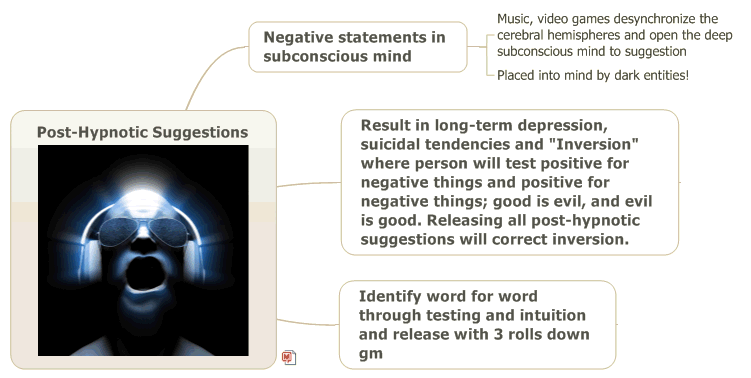 Post-Hypnotic Suggestions
Negative statements in
subconscious mind
Music, video games desynchronize the
cerebral hemispheres and open the deep
subconscious mind to suggestion
Placed into mind by dark entities!
Result in long-term depression,
suicidal tendencies and "Inversion"
where person will test positive for
negative things and positive for
negative things; good is evil, and evil
is good. Releasing all post-hypnotic
suggestions will correct inversion.
Identify word for word
through testing and intuition
and release with 3 rolls down
gm